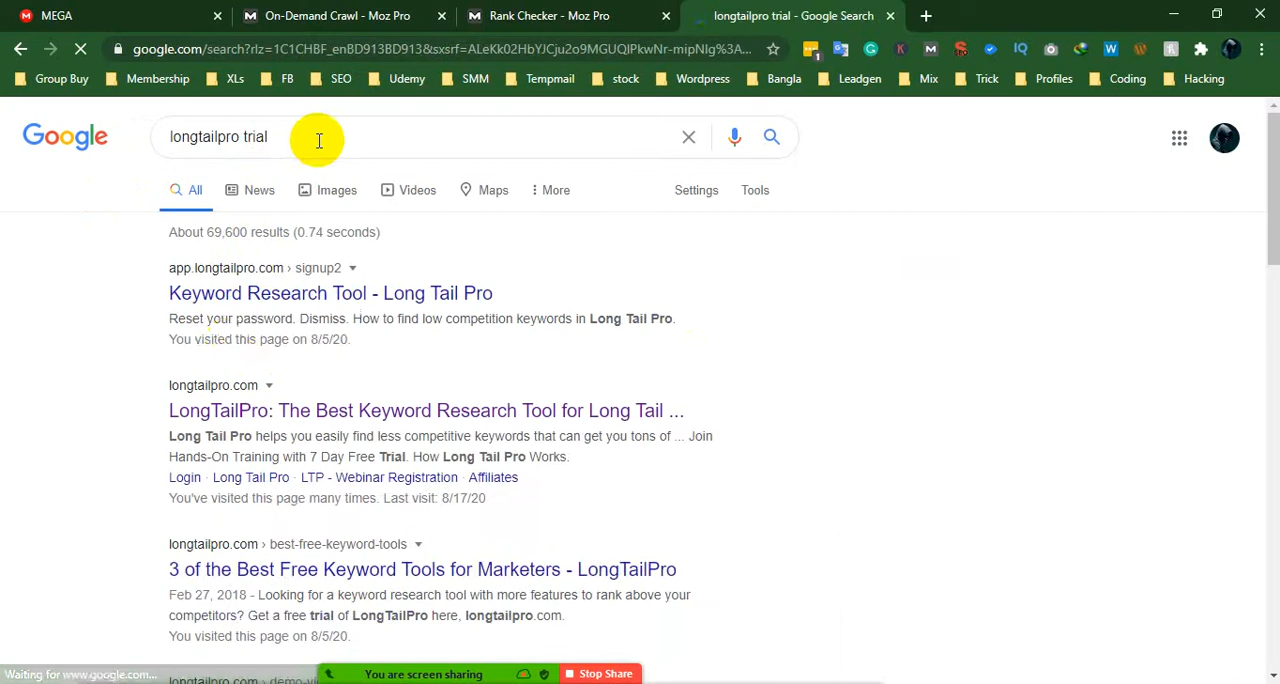 MEGA
On-Demand Crawl - Moz Pro
Rank Checker - Moz Pro
longtailpro trial - Google Search
google.com/search?rlz=1C1CHBF_enBD913BD913&sxsrf=ALeKk02HbYJCju2o9MGUQIPkwNr-mipNIg%3A...
Group Buy
Membership
XLs
FB
SEO
Udemy
SMM
Tempmail
stock
Wordpress
Bangla
Leadgen
Mix
Trick
Profiles
Coding
Hacking
Google
longtailpro trial
All
News
Images
Videos
Maps
More
Settings
Tools
About 69,600 results (0.74 seconds)
app.longtailpro.com › signup2
Keyword Research Tool - Long Tail Pro
Reset your password. Dismiss. How to find low competition keywords in Long Tail Pro.
You visited this page on 8/5/20.
longtailpro.com
LongTailPro: The Best Keyword Research Tool for Long Tail ...
Long Tail Pro helps you easily find less competitive keywords that can get you tons of ... Join
Hands-On Training with 7 Day Free Trial. How Long Tail Pro Works.
Login · Long Tail Pro · LTP - Webinar Registration · Affiliates
You've visited this page many times. Last visit: 8/17/20
longtailpro.com › best-free-keyword-tools
3 of the Best Free Keyword Tools for Marketers - LongTailPro
Feb 27, 2018 - Looking for a keyword research tool with more features to rank above your
competitors? Get a free trial of LongTailPro here, longtailpro.com.
You visited this page on 8/5/20.
Waiting for www.google.com...
You are screen sharing
Stop Share